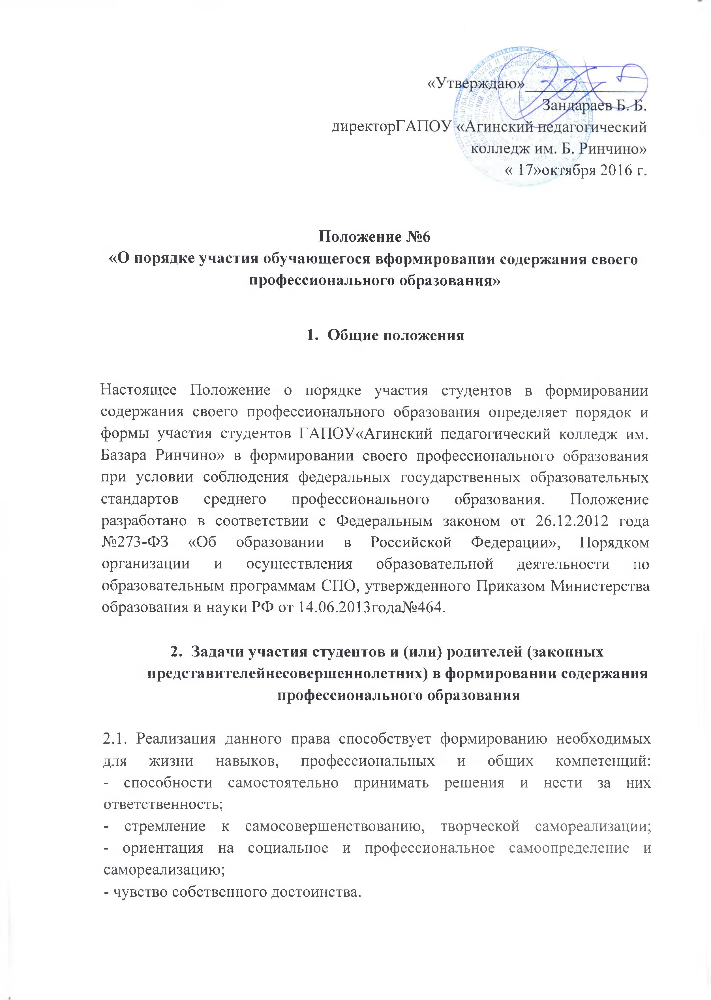 «Утверждаю»_______________
Зандараев Б. Б.
директорГАПОУ «Агинский педагогический
колледж им. Б. Ринчино»
« 17»октября 2016 г.
Положение №6
«О порядке участия обучающегося вформировании содержания своего
профессионального образования»
1. Общие положения
Настоящее Положение о порядке участия студентов в формировании
содержания своего профессионального образования определяет порядок и
формы участия студентов ГАПОУ«Агинский педагогический колледж им.
Базара Ринчино» в формировании своего профессионального образования
при условии соблюдения федеральных государственных образовательных
стандартов среднего профессионального образования. Положение
разработано в соответствии с Федеральным законом от 26.12.2012 года
№273-ФЗ «Об образовании в Российской Федерации», Порядком
организации и осуществления образовательной деятельности по
образовательным программам СПО, утвержденного Приказом Министерства
образования и науки РФ от 14.06.2013года№464.
2. Задачи участия студентов и (или) родителей (законных
представителейнесовершеннолетних) в формировании содержания
профессионального образования
2.1. Реализация данного права способствует формированию необходимых
для жизни навыков, профессиональных и общих компетенций:
- способности самостоятельно принимать решения и нести за них
ответственность;
- стремление к самосовершенствованию, творческой самореализации;
- ориентация на социальное и профессиональное самоопределение и
самореализацию;
- чувство собственного достоинства.